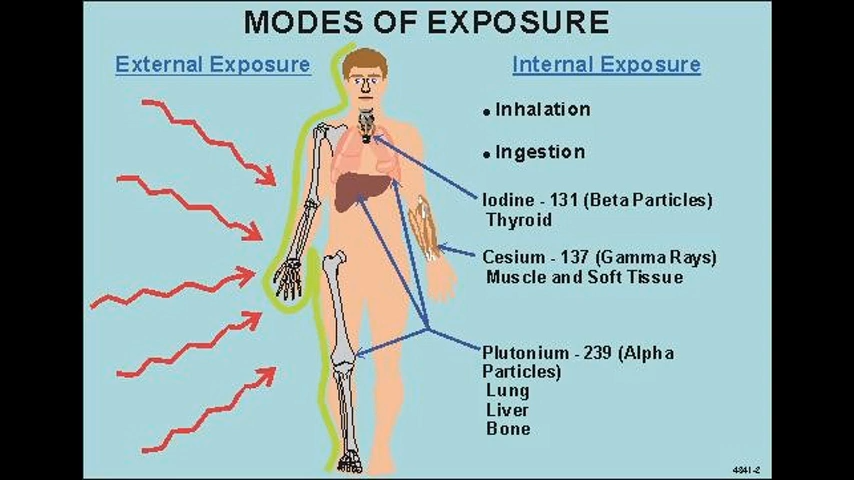 MODES OF EXPOSURE
External Exposure
Internal Exposure
• Inhalation
• Ingestion
Iodine - 131 (Beta Particles)
Thyroid
Cesium - 137 (Gamma Rays)
Muscle and Soft Tissue
Plutonium - 239 (Alpha
Particles)
Lung
Liver
Bone
4841-2